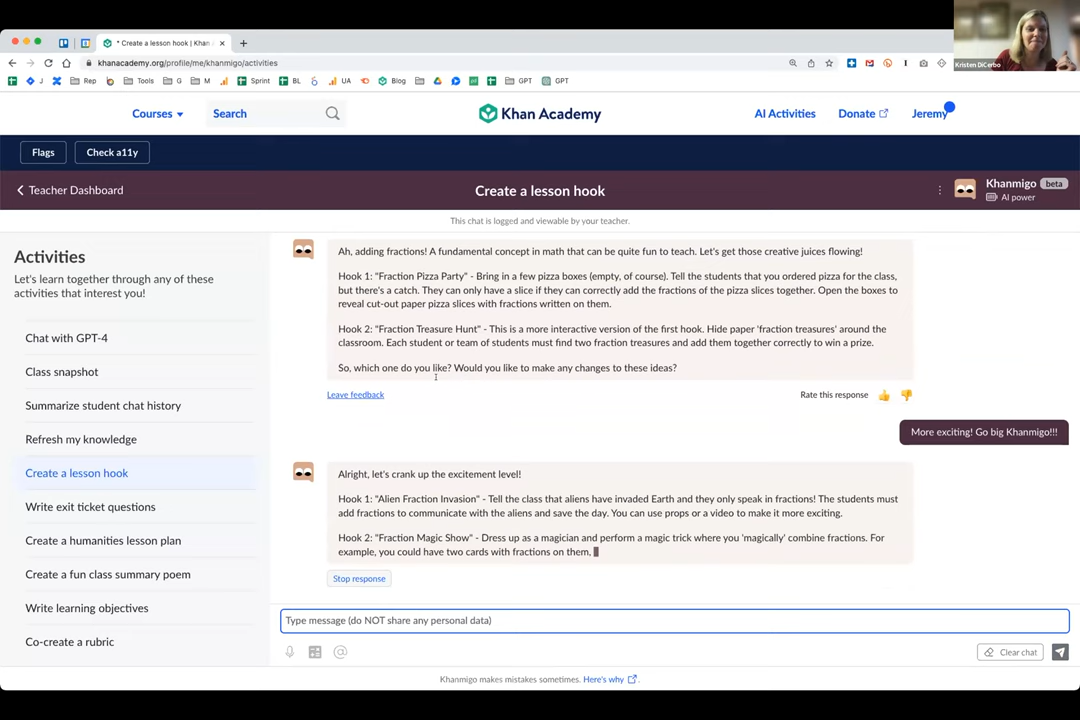 * Create a lesson hook | Khan
khanacademy.org/profile/me/khanmigo/activities
J
Rep
Tools
G
M
Sprint
BL
UA
Blog
GPT
GPT
Kristen DiCerbo
Courses
Search
Khan Academy
AI Activities
Donate
Jeremy
Flags
Check a11y
Teacher Dashboard
Create a lesson hook
Khanmigo beta
AI power
This chat is logged and viewable by your teacher.
Activities
Let's learn together through any of these
activities that interest you!
Chat with GPT-4
Class snapshot
Summarize student chat history
Refresh my knowledge
Create a lesson hook
Write exit ticket questions
Create a humanities lesson plan
Create a fun class summary poem
Write learning objectives
Co-create a rubric
Ah, adding fractions! A fundamental concept in math that can be quite fun to teach. Let's get those creative juices flowing!
Hook 1: "Fraction Pizza Party" - Bring in a few pizza boxes (empty, of course). Tell the students that you ordered pizza for the class,
but there's a catch. They can only have a slice if they can correctly add the fractions of the pizza slices together. Open the boxes to
reveal cut-out paper pizza slices with fractions written on them.
Hook 2: "Fraction Treasure Hunt" - This is a more interactive version of the first hook. Hide paper 'fraction treasures' around the
classroom. Each student or team of students must find two fraction treasures and add them together correctly to win a prize.
So, which one do you like? Would you like to make any changes to these ideas?
Leave feedback
Rate this response
More exciting! Go big Khanmigo!!!
Alright, let's crank up the excitement level!
Hook 1: "Alien Fraction Invasion" - Tell the class that aliens have invaded Earth and they only speak in fractions! The students must
add fractions to communicate with the aliens and save the day. You can use props or a video to make it more exciting.
Hook 2: "Fraction Magic Show" - Dress up as a magician and perform a magic trick where you 'magically' combine fractions. For
example, you could have two cards with fractions on them,
Stop response
Type message (do NOT share any personal data)
Clear chat
Khanmigo makes mistakes sometimes. Here's why.